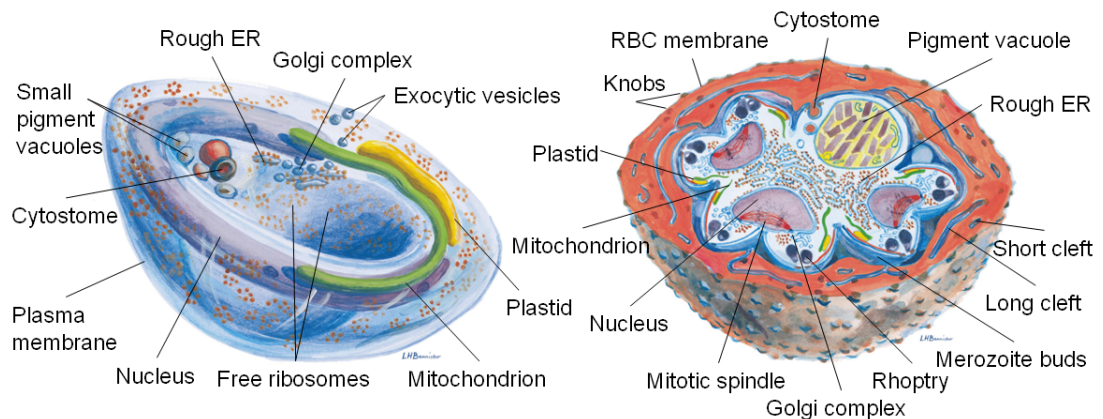 Rough ER
Golgi complex
Small
pigment
vacuoles
Exocytic vesicles
Cytostome
Plasma
membrane
Nucleus
Free ribosomes
Mitochondrion
Plastid
LHBannister
Cytostome
RBC membrane
Pigment vacuole
Knobs
Rough ER
Plastid
Mitochondrion
Short cleft
Long cleft
Nucleus
Merozoite buds
Mitotic spindle
Rhoptry
Golgi complex
LHBannister